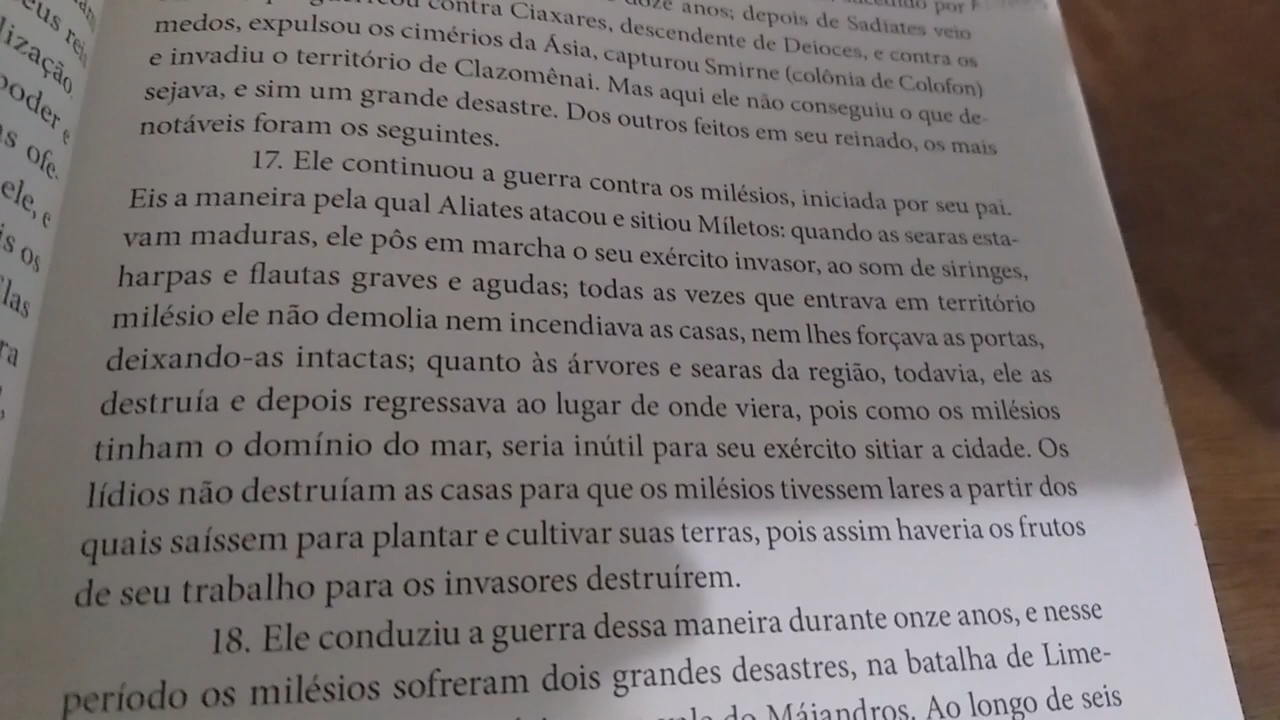 anos; depois de Sadiates veio
contra Ciaxares, descendente de Deioces, e contra os
medos, expulsou os cimérios da Ásia, capturou Smirne (colônia de Colofon)
e invadiu o território de Clazomênai. Mas aqui ele não conseguiu o que de-
sejava, e sim um grande desastre. Dos outros feitos em seu reinado, os mais
notáveis foram os seguintes.
17. Ele continuou a guerra contra os milésios, iniciada por seu pai.
Eis a maneira pela qual Aliates atacou e sitiou Míletos: quando as searas esta-
vam maduras, ele pôs em marcha o seu exército invasor, ao som de siringes,
harpas e flautas graves e agudas; todas as vezes que entrava em território
milésio ele não demolia nem incendiava as casas, nem lhes forçava as portas,
deixando-as intactas; quanto às árvores e searas da região, todavia, ele as
destruía e depois regressava ao lugar de onde viera, pois como os milésios
tinham o domínio do mar, seria inútil para seu exército sitiar a cidade. Os
lídios não destruíam as casas para que os milésios tivessem lares a partir dos
quais saíssem para plantar e cultivar suas terras, pois assim haveria os frutos
de seu trabalho para os invasores destruírem.
18. Ele conduziu a guerra dessa maneira durante onze anos, e nesse
período os milésios sofreram dois grandes desastres, na batalha de Lime-
do Máiandros. Ao longo de seis
lização
poder e
ofe.
ele, e
os